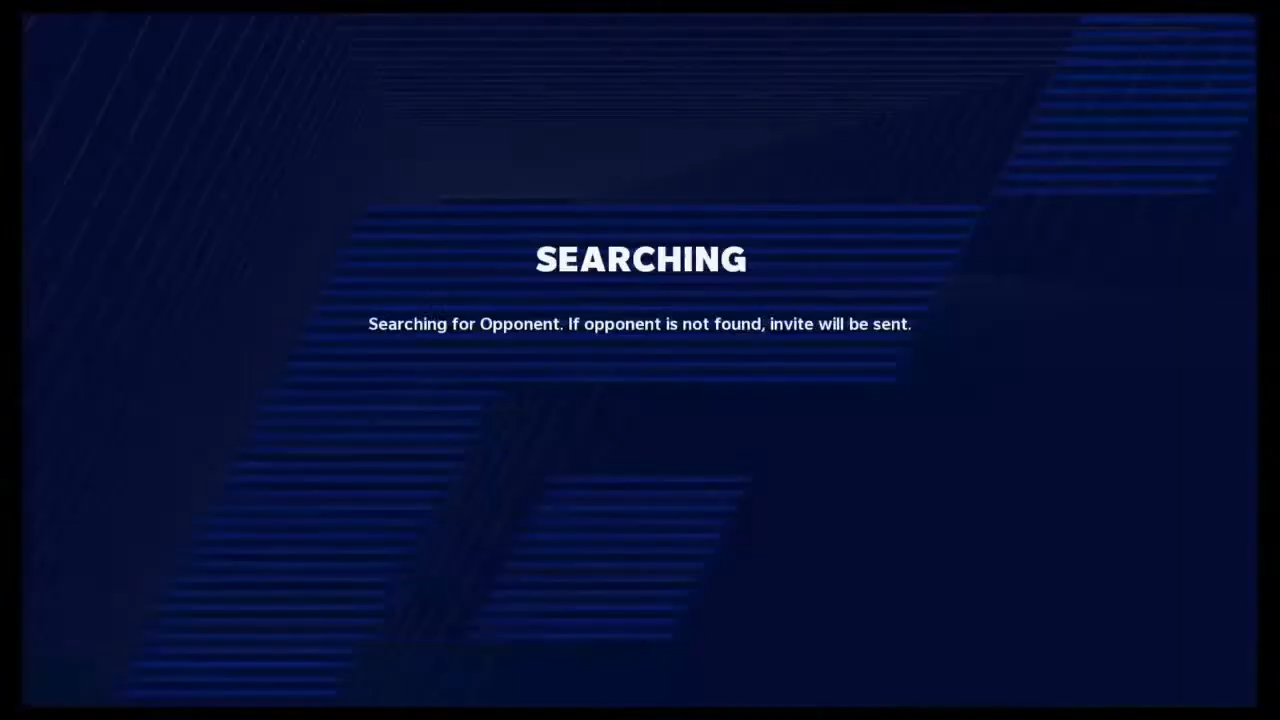 SEARCHING
Searching for Opponent. If opponent is not found, invite will be sent.